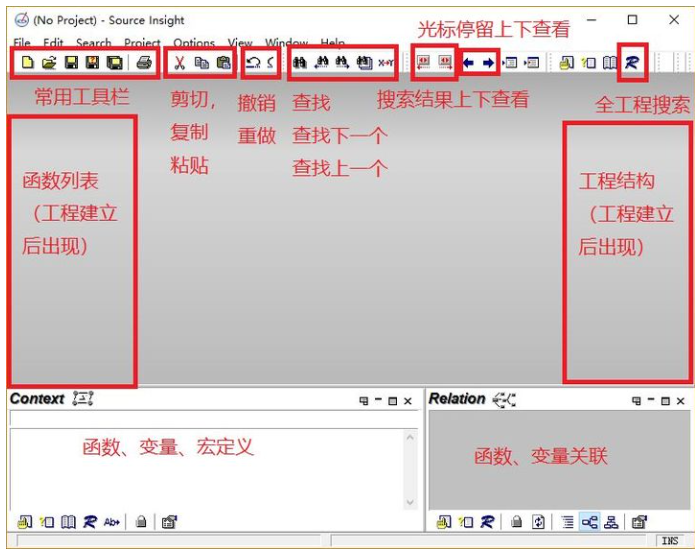 (No Project) - Source Insight
光标停留上下查看
File Edit Search Project Options View Window Help
常用工具栏
剪切,
复制
粘贴
撤销
重做
查找
查找下一个
查找上一个
搜索结果上下查看
全工程搜索
函数列表
（工程建立
后出现）
工程结构
（工程建立
后出现）
Context
函数、变量、宏定义
Relation
函数、变量关联
INS